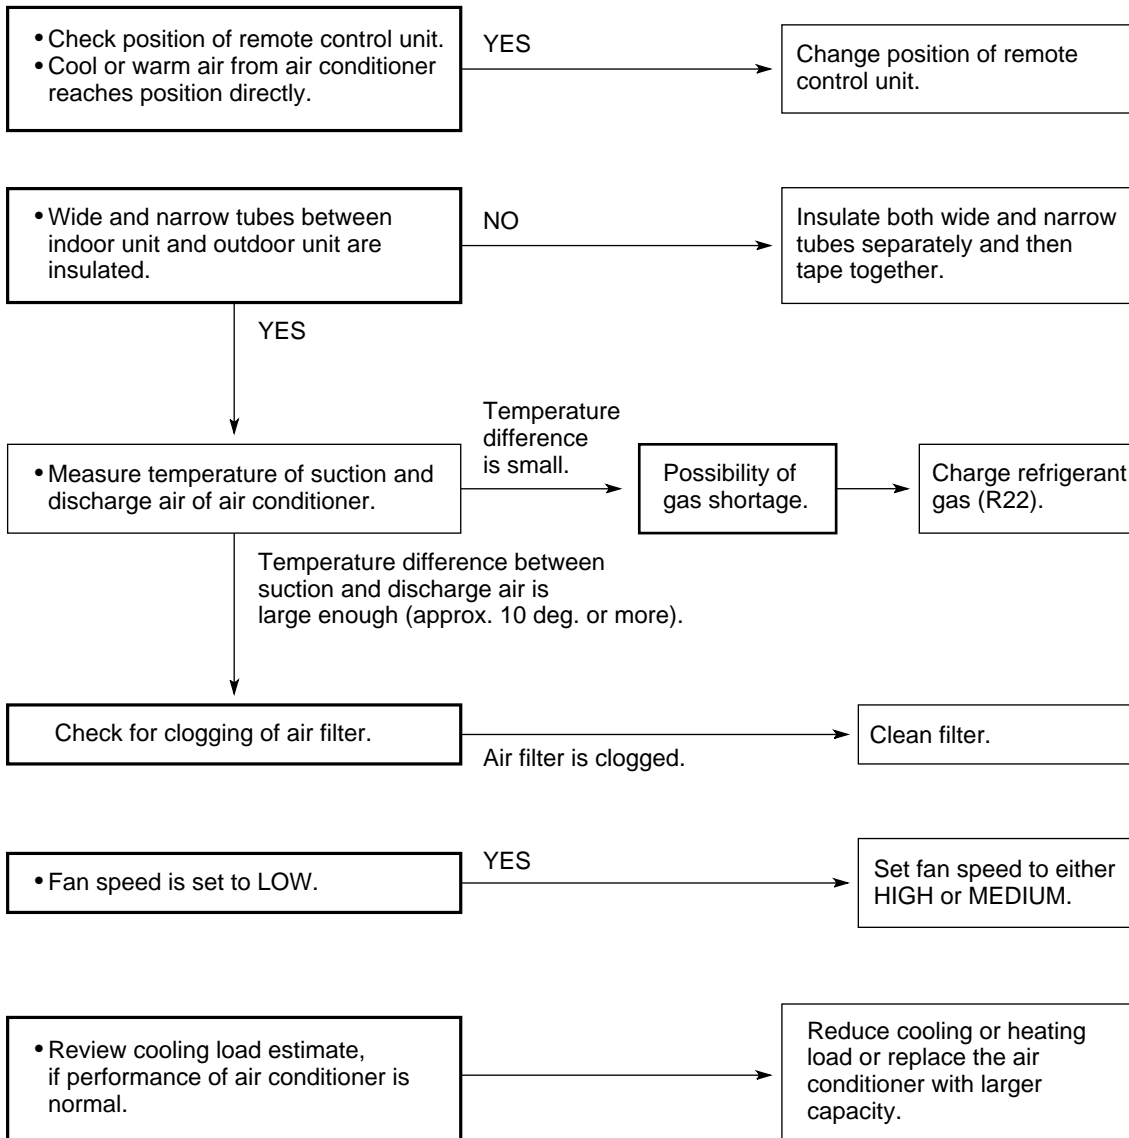 • Check position of remote control unit.
• Cool or warm air from air conditioner
reaches position directly.
YES
Change position of remote
control unit.
• Wide and narrow tubes between
indoor unit and outdoor unit are
insulated.
NO
Insulate both wide and narrow
tubes separately and then
tape together.
YES
• Measure temperature of suction and
discharge air of air conditioner.
Temperature
difference
is small.
Possibility of
gas shortage.
Charge refrigerant
gas (R22).
Temperature difference between
suction and discharge air is
large enough (approx. 10 deg. or more).
Check for clogging of air filter.
Air filter is clogged.
Clean filter.
• Fan speed is set to LOW.
YES
Set fan speed to either
HIGH or MEDIUM.
• Review cooling load estimate,
if performance of air conditioner is
normal.
Reduce cooling or heating
load or replace the air
conditioner with larger
capacity.